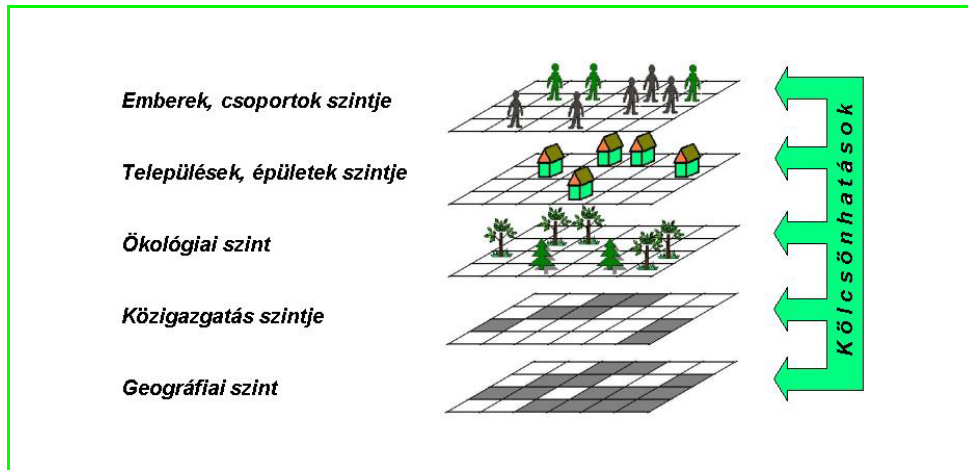 Emberek, csoportok szintje
Települések, épületek szintje
Ökológiai szint
Közigazgatás szintje
Geográfiai szint
Kölcsönhatások